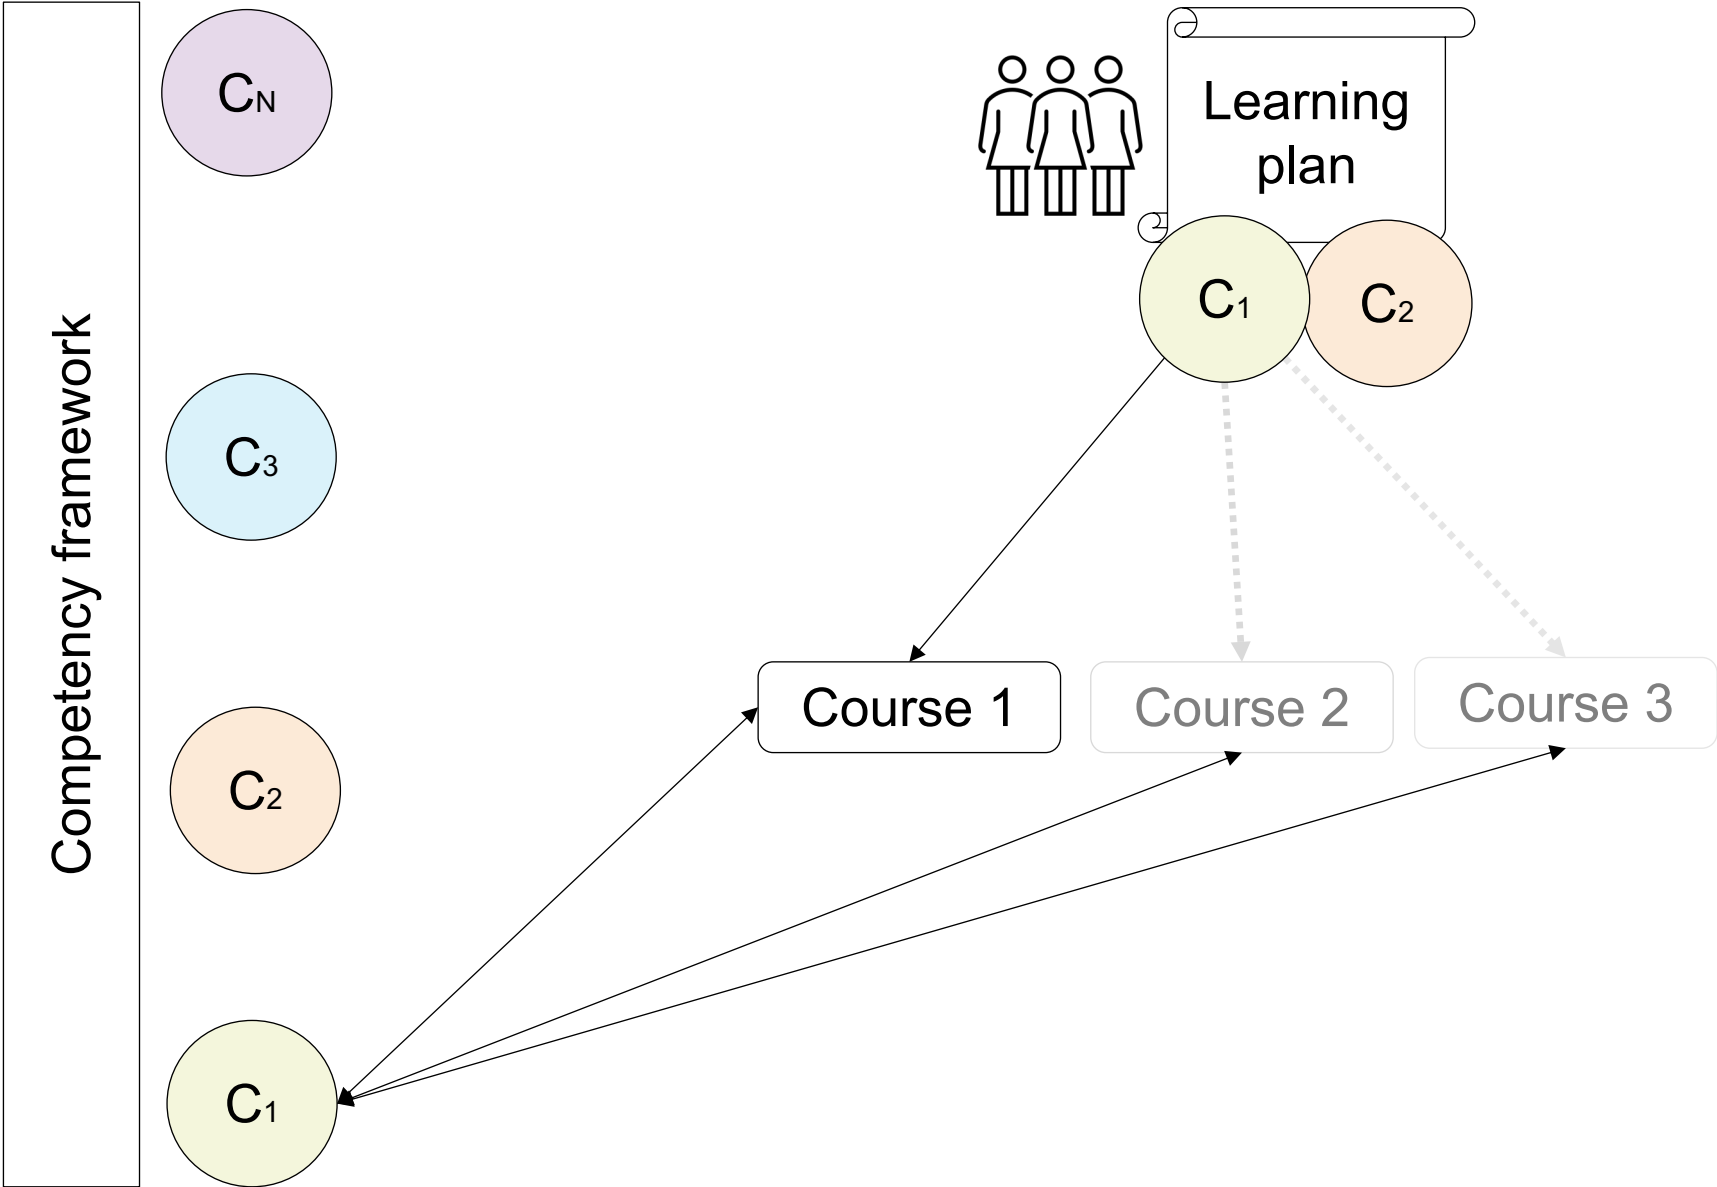 Competency framework
CN
C3
C2
C1
Learning
plan
C1
C2
Course 1
Course 2
Course 3